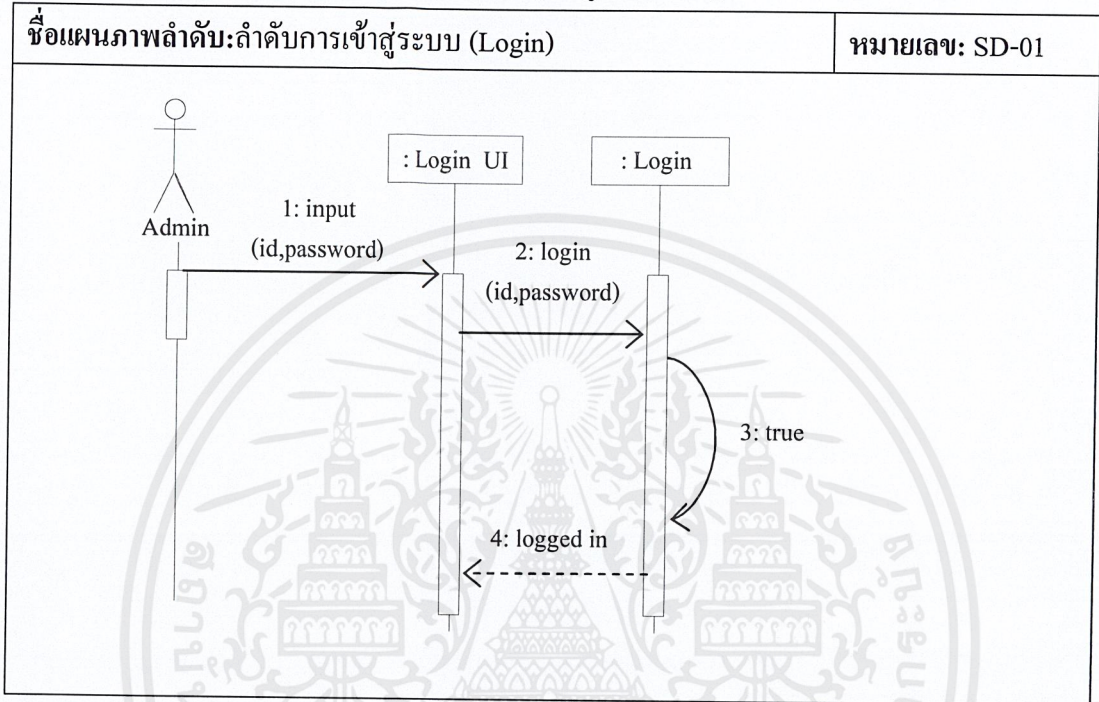 ชื่อแผนภาพลำดับ:ลำดับการเข้าสู่ระบบ (Login)
หมายเลข: SD-01
: Login UI
: Login
Admin
1: input
(id,password)
2: login
(id,password)
3: true
4: logged in